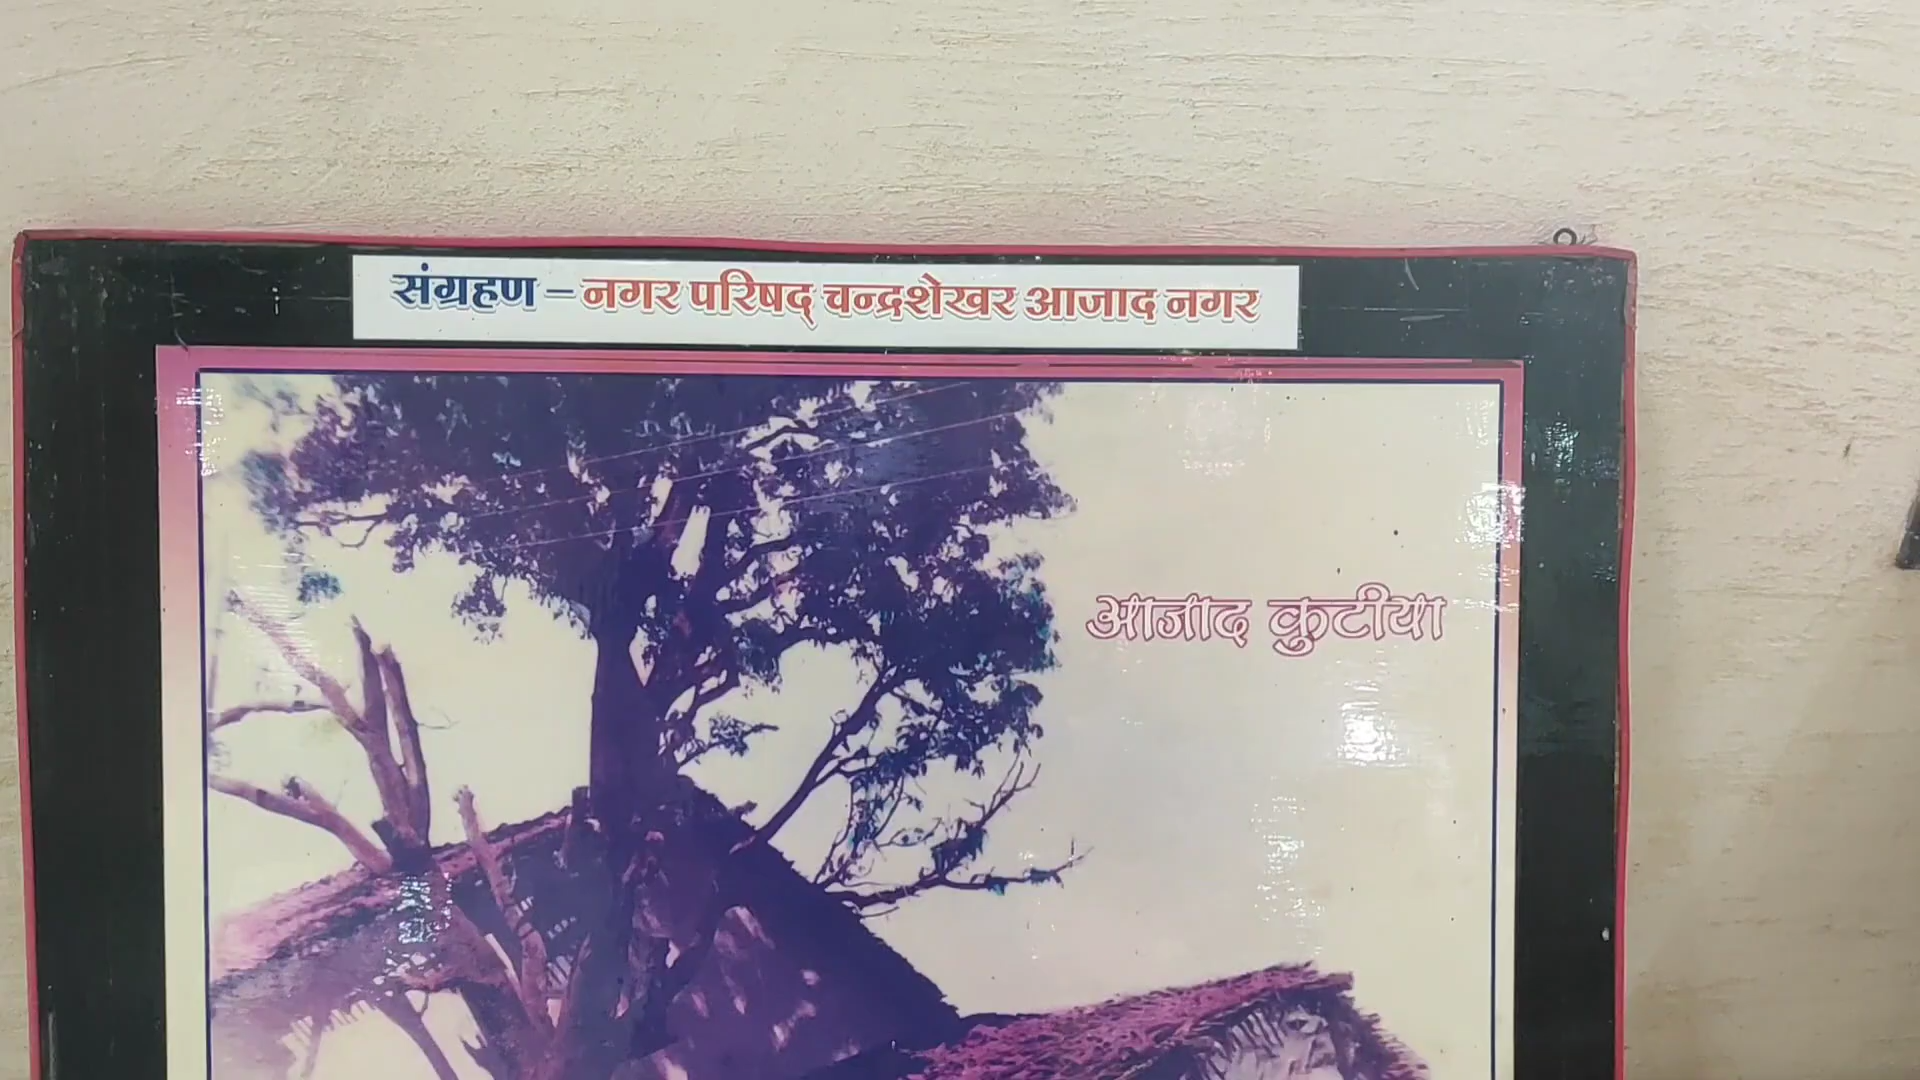 संग्रहण – नगर परिषद् चन्द्रशेखर आजाद नगर
आजाद कुटीया